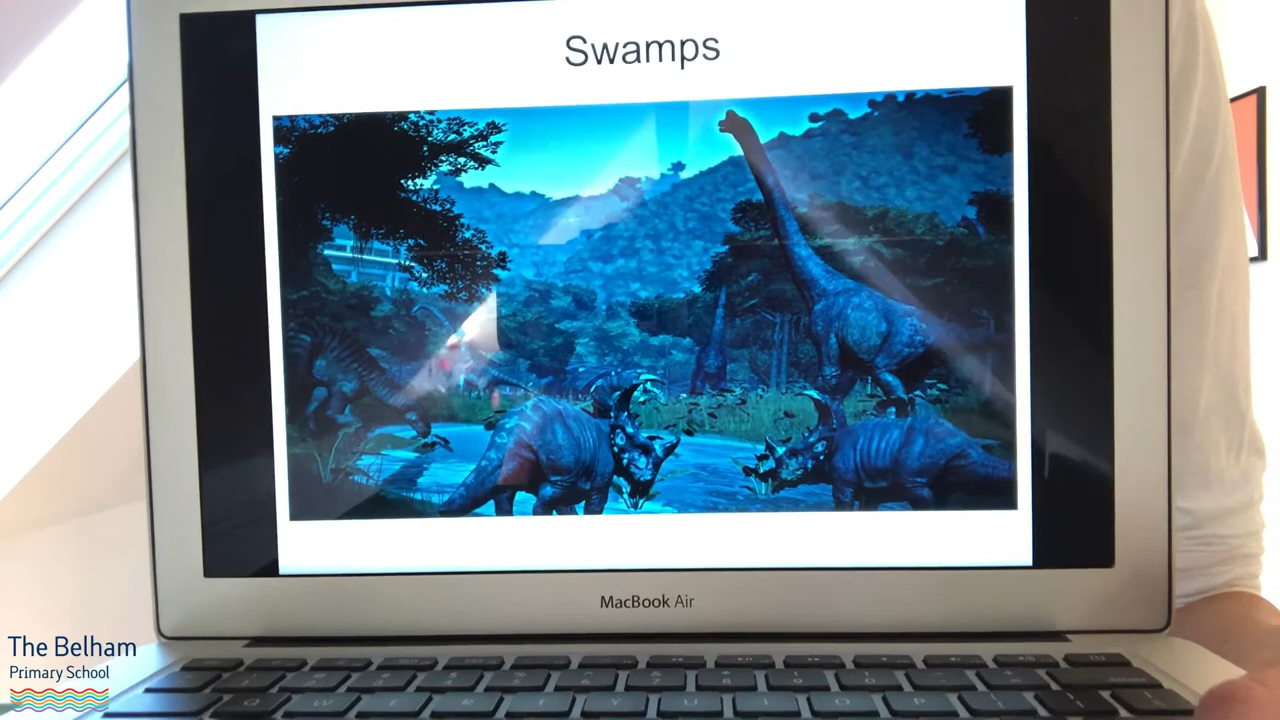 Swamps
MacBook Air
The Belham
Primary School
Q W E R T Y U I O P